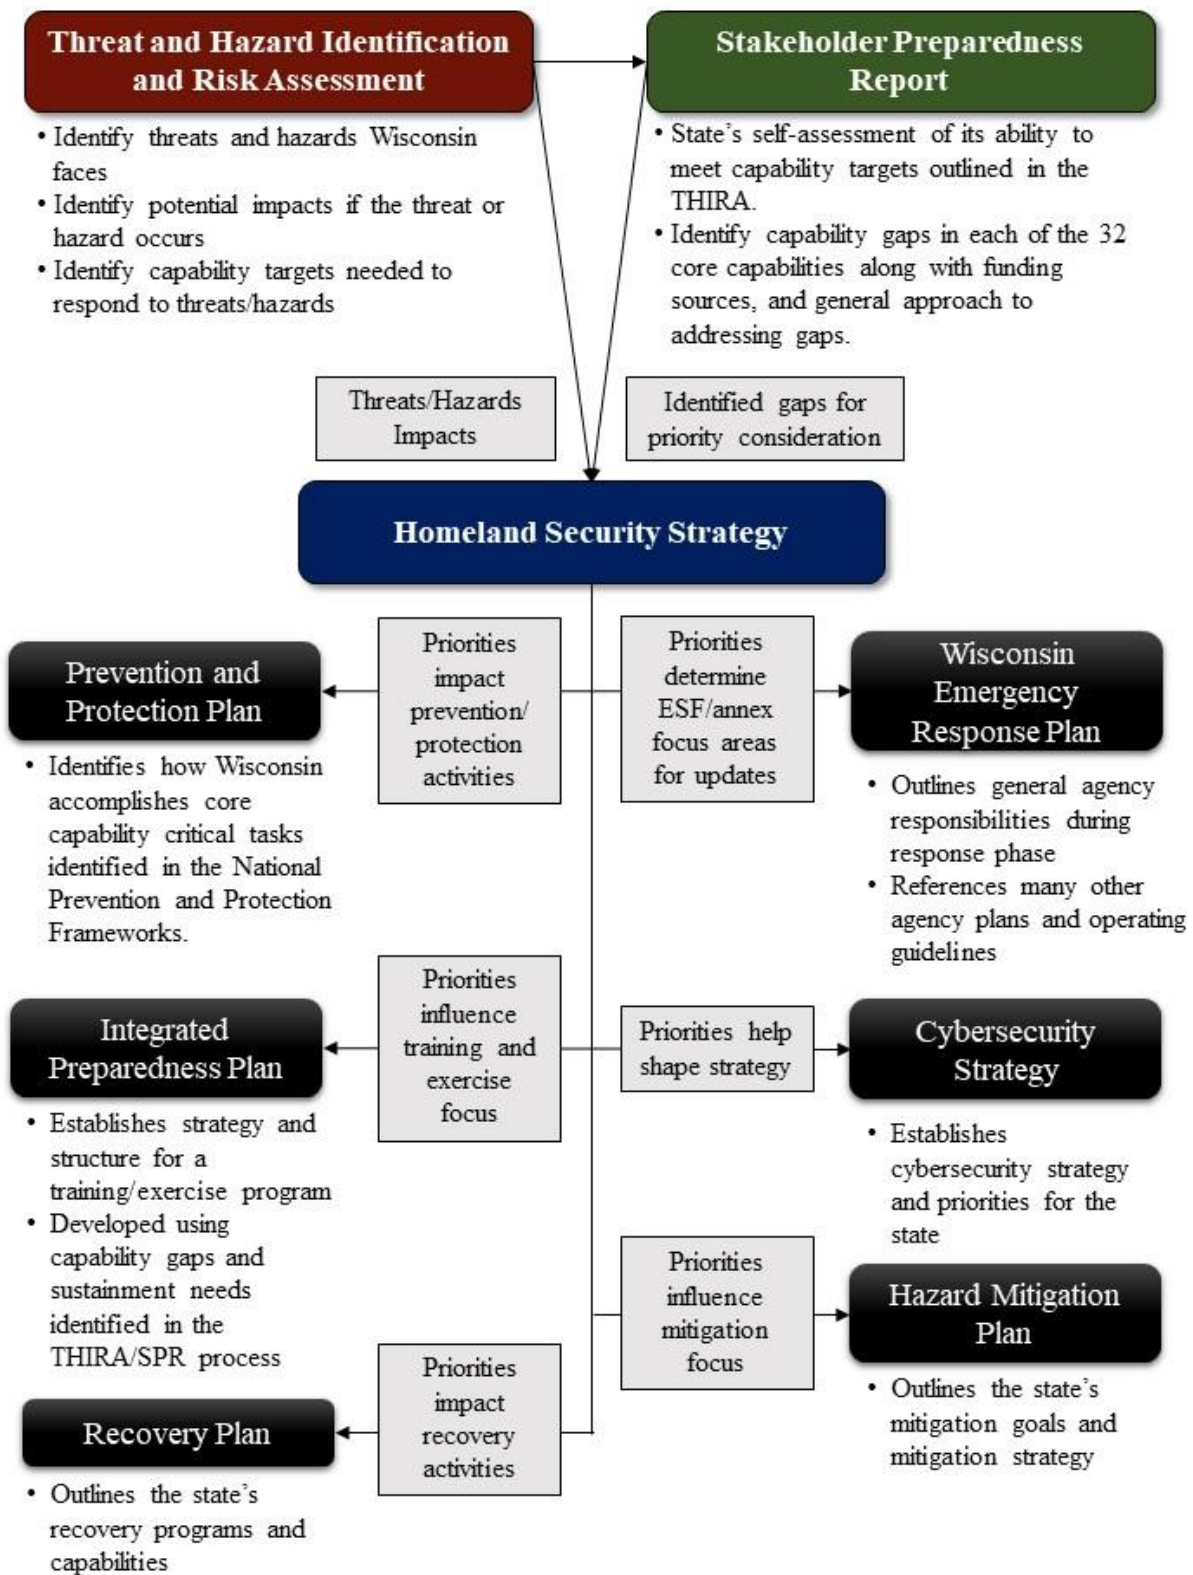 Threat and Hazard Identification
and Risk Assessment
Stakeholder Preparedness
Report
• Identify threats and hazards Wisconsin
faces
• Identify potential impacts if the threat or
hazard occurs
• Identify capability targets needed to
respond to threats/hazards
• State's self-assessment of its ability to
meet capability targets outlined in the
THIRA.
• Identify capability gaps in each of the 32
core capabilities along with funding
sources, and general approach to
addressing gaps.
Threats/Hazards
Impacts
Identified gaps for
priority consideration
Homeland Security Strategy
Prevention and
Protection Plan
Priorities
impact
prevention/
protection
activities
Priorities
determine
ESF/annex
focus areas
for updates
Wisconsin
Emergency
Response Plan
• Identifies how Wisconsin
accomplishes core
capability critical tasks
identified in the National
Prevention and Protection
Frameworks.
• Outlines general agency
responsibilities during
response phase
• References many other
agency plans and operating
guidelines
Integrated
Preparedness Plan
Priorities
influence
training and
exercise
focus
Priorities help
shape strategy
Cybersecurity
Strategy
• Establishes strategy and
structure for a
training/exercise program
• Developed using
capability gaps and
sustainment needs
identified in the
THIRA/SPR process
• Establishes
cybersecurity strategy
and priorities for the
state
Priorities
influence
mitigation
focus
Hazard Mitigation
Plan
Recovery Plan
Priorities
impact
recovery
activities
• Outlines the state's
mitigation goals and
mitigation strategy
• Outlines the state's
recovery programs and
capabilities